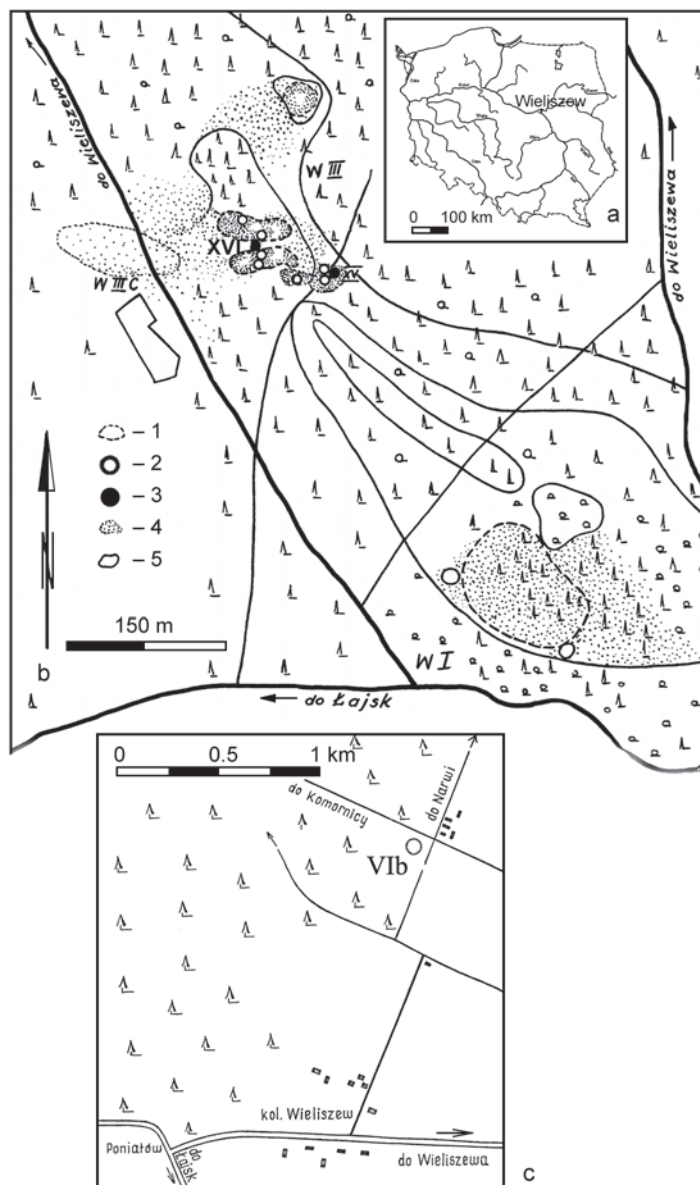 do Wieliszewa
W III
Wieliszew
0 100 km
a
do Wieliszewa
XVI
XV
W III C
1
2
3
4
5
N
150 m
b
W I
do Łajsk
0 0.5 1 km
do Komornicy
do Narwi
VIb
kol. Wieliszew
Poniatów
do Łajsk
do Wieliszewa
c